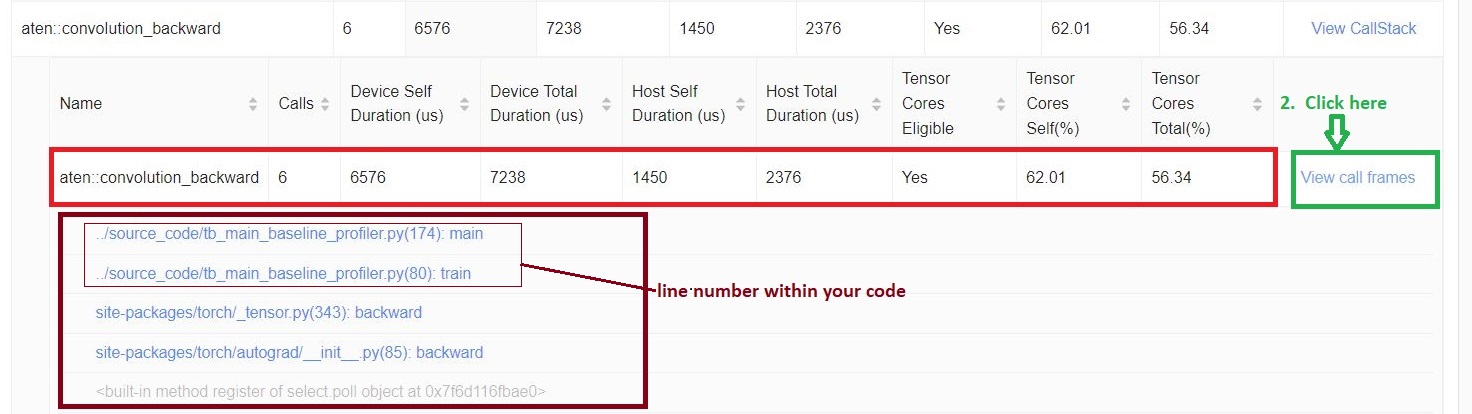 aten::convolution_backward 6 6576 7238 1450 2376 Yes 62.01 56.34 View CallStack
Name Calls Device Self Duration (us) Device Total Duration (us) Host Self Duration (us) Host Total Duration (us) Tensor Cores Eligible Tensor Cores Self(%) Tensor Cores Total(%) 2. Click here
aten::convolution_backward 6 6576 7238 1450 2376 Yes 62.01 56.34 View call frames
../source_code/tb_main_baseline_profiler.py(174): main
../source_code/tb_main_baseline_profiler.py(80): train
line number within your code
site-packages/torch/_tensor.py(343): backward
site-packages/torch/autograd/__init__.py(85): backward
<built-in method register of select.poll object at 0x7f6d116fbae0>